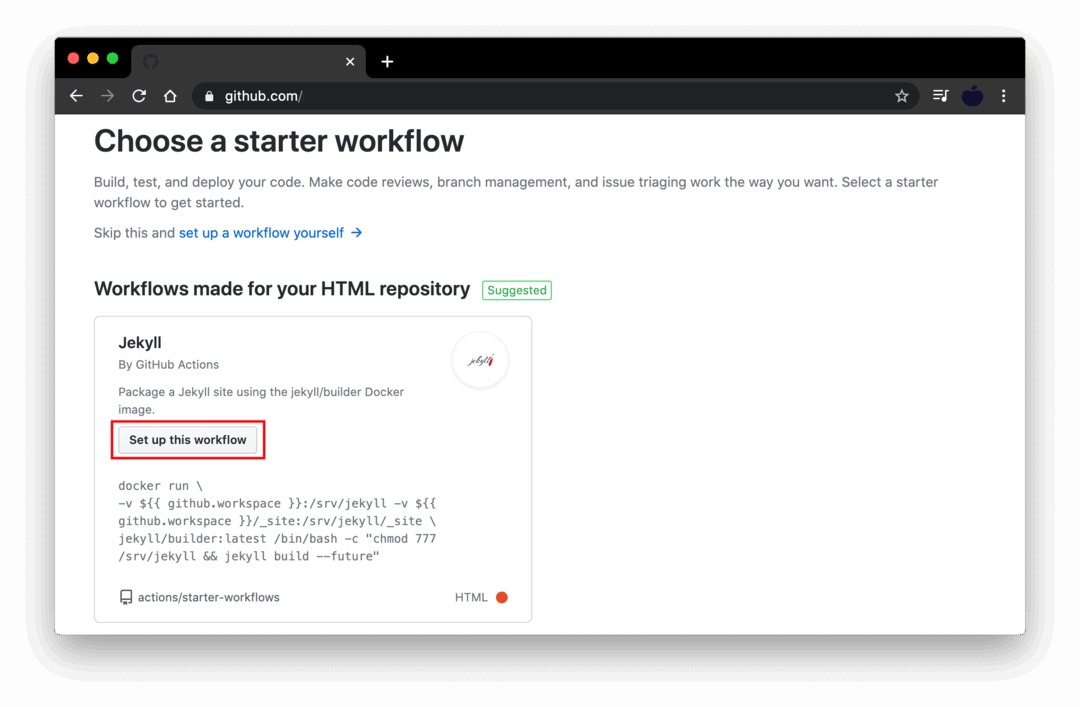 github.com/
Choose a starter workflow
Build, test, and deploy your code. Make code reviews, branch management, and issue triaging work the way you want. Select a starter
workflow to get started.
Skip this and set up a workflow yourself →
Workflows made for your HTML repository Suggested
Jekyll
By GitHub Actions
jekyll
Package a Jekyll site using the jekyll/builder Docker
image.
Set up this workflow
docker run \
-v ${{ github.workspace }}:/srv/jekyll -v ${{
github.workspace }}/_site:/srv/jekyll/_site \
jekyll/builder:latest /bin/bash -c "chmod 777
/srv/jekyll && jekyll build --future"
actions/starter-workflows
HTML